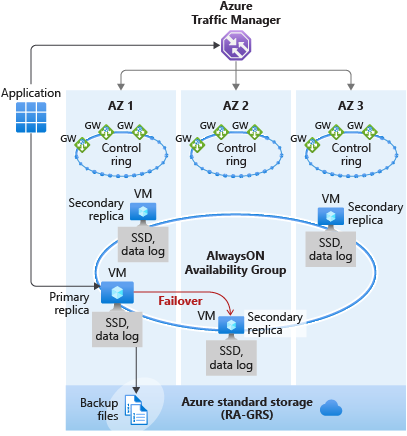 Azure
Traffic Manager
Application
AZ 1
AZ 2
AZ 3
GW
GW
GW
Control
ring
GW
GW
GW
Control
ring
GW
GW
GW
Control
ring
VM
Secondary
replica
SSD,
data log
VM
Secondary
replica
SSD,
data log
AlwaysON
Availability Group
VM
Primary
replica
SSD,
data log
Failover
VM
Secondary
replica
SSD,
data log
Backup
files
Azure standard storage
(RA-GRS)